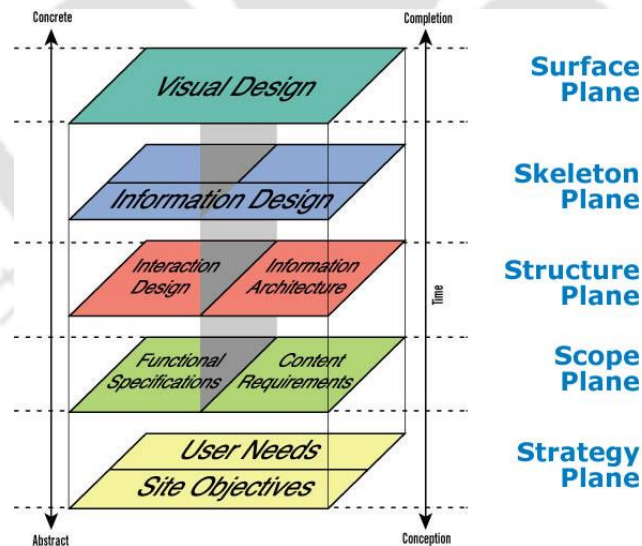 Concrete
Completion
Visual Design
Surface
Plane
Information Design
Skeleton
Plane
Interaction
Design
Information
Architecture
Structure
Plane
Time
Functional
Specifications
Content
Requirements
Scope
Plane
User Needs
Site Objectives
Strategy
Plane
Abstract
Conception